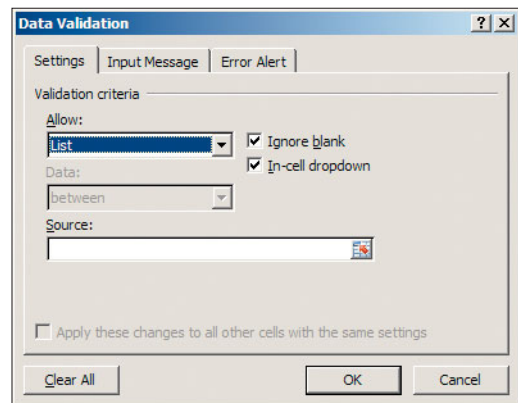 Data Validation
Settings Input Message Error Alert
Validation criteria
Allow:
List
Ignore blank
In-cell dropdown
Data:
between
Source:
Apply these changes to all other cells with the same settings
Clear All OK Cancel